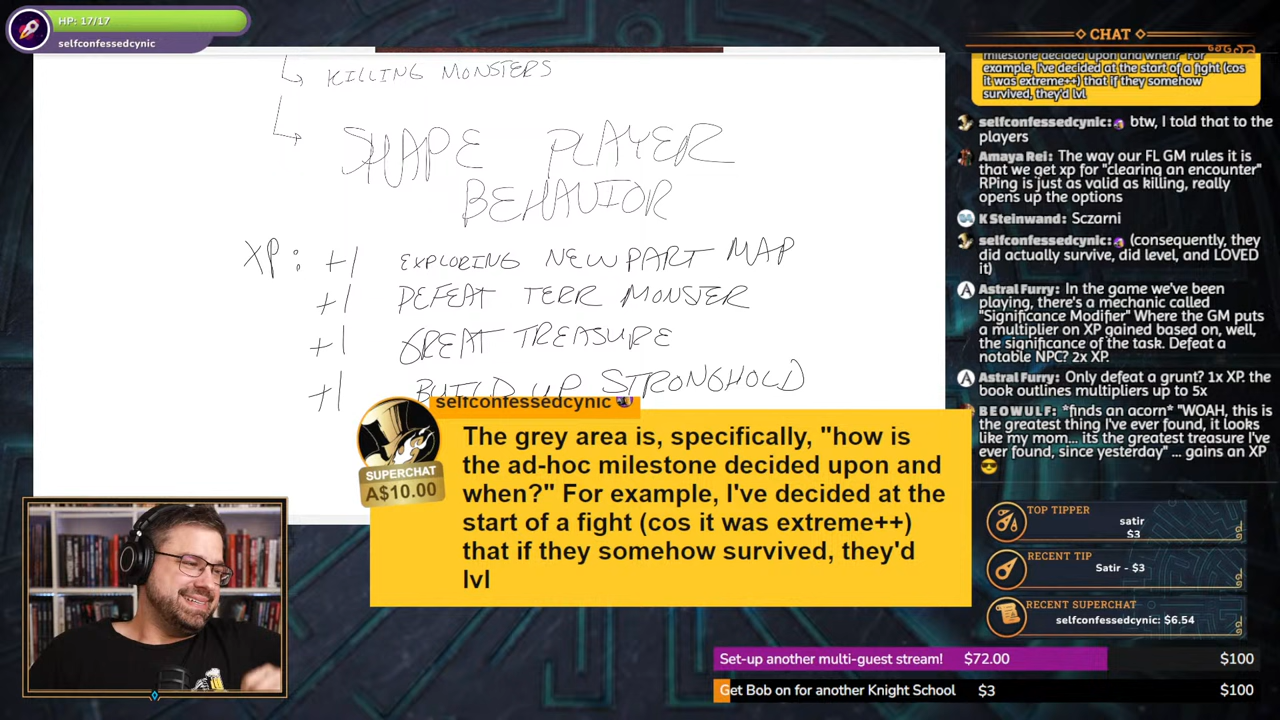 HP: 17/17
selfconfessedcynic
KILLING MONSTERS
SHAPE PLAYER
BEHAVIOR
XP: +1 EXPLORING NEW PART MAP
+1 DEFEAT TERR MONSTER
+1 GREAT TREASURE
+1 BUILD UP STRONGHOLD
selfconfessedcynic
SUPERCHAT
A$10.00
The grey area is, specifically, "how is
the ad-hoc milestone decided upon and
when?" For example, I've decided at the
start of a fight (cos it was extreme++)
that if they somehow survived, they'd
lvl
CHAT
milestone decided upon and when?" For
example, I've decided at the start of a fight (cos
it was extreme++) that if they somehow
survived, they'd lvl
selfconfessedcynic: btw, I told that to the
players
Amaya Rei: The way our FL GM rules it is
that we get xp for "clearing an encounter"
RPing is just as valid as killing, really
opens up the options
K Steinwand: Sczarni
selfconfessedcynic: (consequently, they
did actually survive, did level, and LOVED
it)
Astral Furry: In the game we've been
playing, there's a mechanic called
"Significance Modifier" Where the GM puts
a multiplier on XP gained based on, well,
the significance of the task. Defeat a
notable NPC? 2x XP.
Astral Furry: Only defeat a grunt? 1x XP. the
book outlines multipliers up to 5x
BEOWULF: *finds an acorn* "WOAH, this is
the greatest thing I've ever found, it looks
like my mom... its the greatest treasure I've
ever found, since yesterday" ... gains an XP
TOP TIPPER
satir
$3
RECENT TIP
Satir - $3
RECENT SUPERCHAT
selfconfessedcynic: $6.54
Set-up another multi-guest stream! $72.00 $100
Get Bob on for another Knight School $3 $100